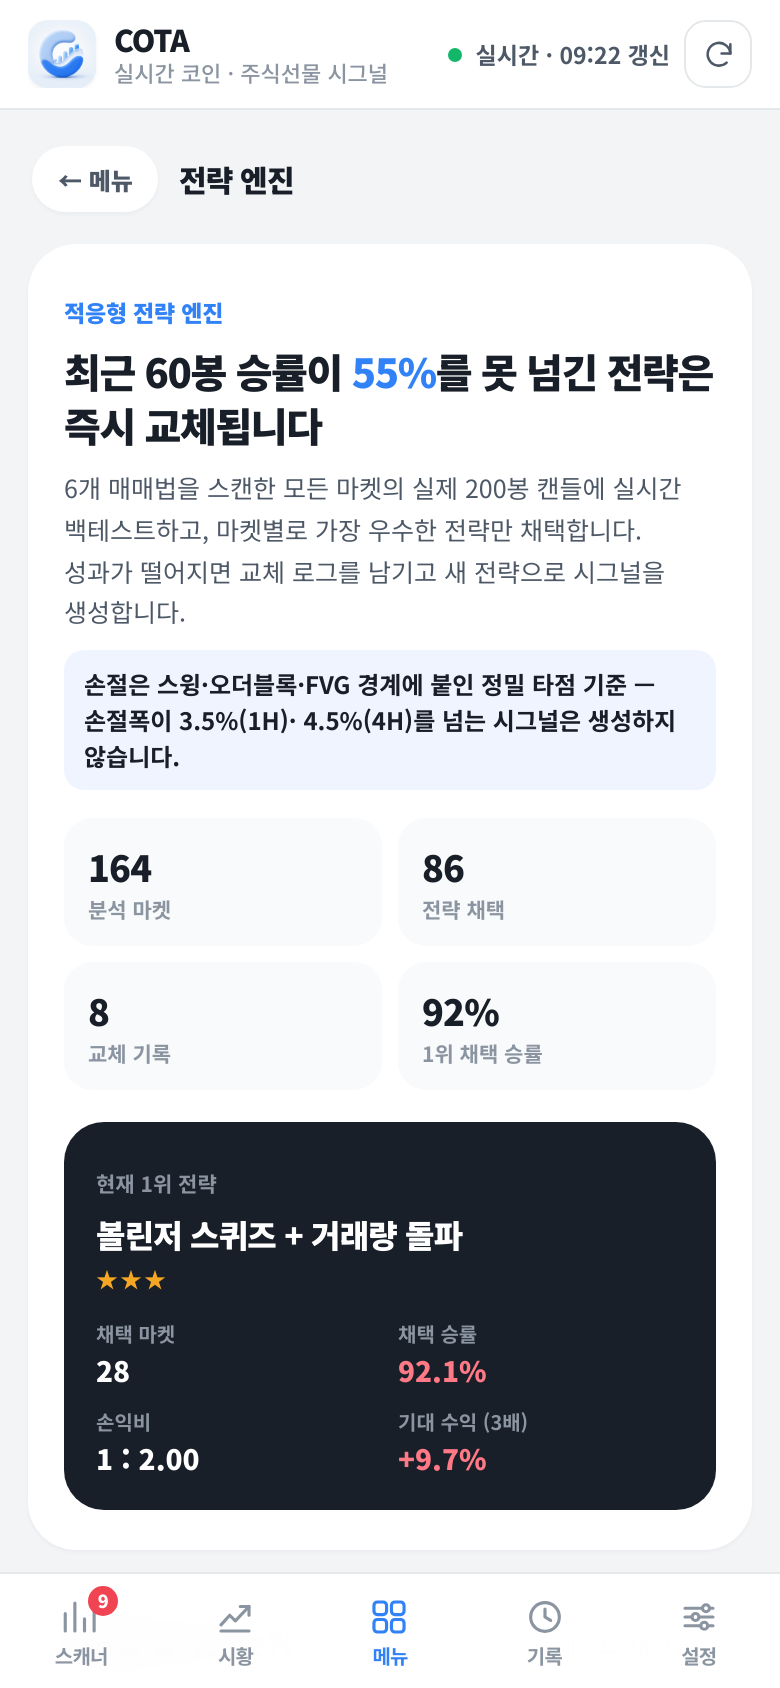 COTA
실시간 코인 · 주식선물 시그널
실시간 · 09:22 갱신
← 메뉴
전략 엔진
적응형 전략 엔진
최근 60봉 승률이 55%를 못 넘긴 전략은
즉시 교체됩니다
6개 매매법을 스캔한 모든 마켓의 실제 200봉 캔들에 실시간
백테스트하고, 마켓별로 가장 우수한 전략만 채택합니다.
성과가 떨어지면 교체 로그를 남기고 새 전략으로 시그널을
생성합니다.
손절은 스윙·오더블록·FVG 경계에 붙인 정밀 타점 기준 —
손절폭이 3.5%(1H)· 4.5%(4H)를 넘는 시그널은 생성하지
않습니다.
164
분석 마켓
86
전략 채택
8
교체 기록
92%
1위 채택 승률
현재 1위 전략
볼린저 스퀴즈 + 거래량 돌파
★★★
채택 마켓
28
채택 승률
92.1%
손익비
1 : 2.00
기대 수익 (3배)
+9.7%
9
스캐너
시황
메뉴
기록
설정